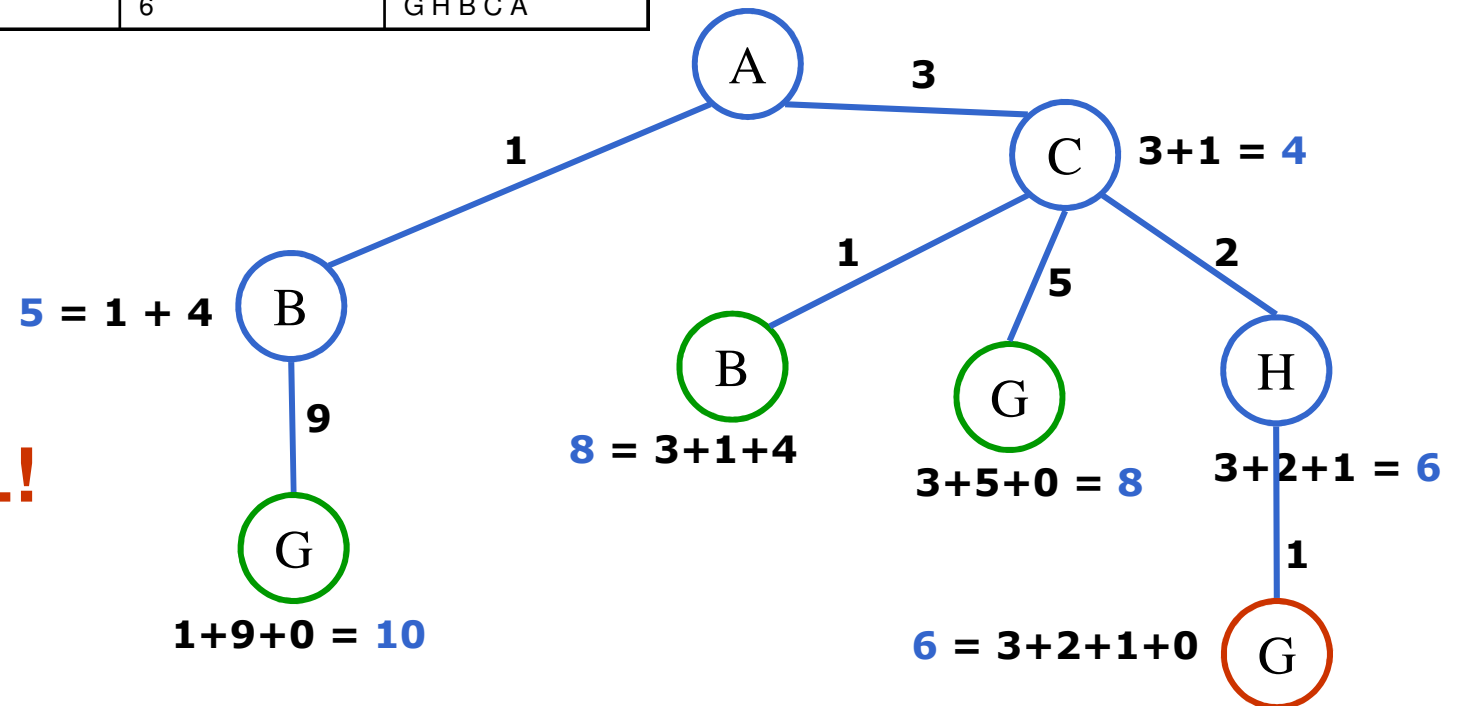 6 G H B C A
A
3
1
C 3+1 = 4
1
5
2
5 = 1 + 4 B
B
G
H
9
8 = 3+1+4
3+5+0 = 8
3+2+1 = 6
!
G
1
1+9+0 = 10
6 = 3+2+1+0 G